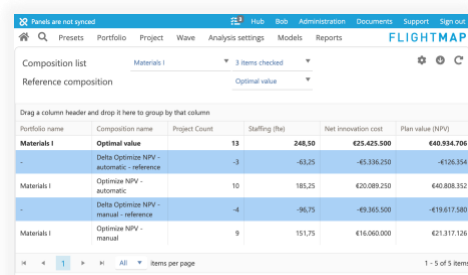 Panels are not synced
Hub Bob Administration Documents Support Sign out
Presets Portfolio Project Wave Analysis settings Models Reports FLIGHTMAP
Composition list Materials I 3 items checked
Reference composition Optimal value
Drag a column header and drop it here to group by that column
Portfolio name Composition name Project Count Staffing (fte) Net innovation cost Plan value (NPV)
Materials I Optimal value 13 248,50 €25.425.500 €40.934.706
- Delta Optimize NPV - automatic - reference -3 -63,25 -€5.336.250 -€126.354
Materials I Optimize NPV - automatic 10 185,25 €20.089.250 €40.808.352
- Delta Optimize NPV - manual - reference -4 -96,75 -€9.365.500 -€19.617.580
Materials I Optimize NPV - manual 9 151,75 €16.060.000 €21.317.126
1 All items per page 1 - 5 of 5 items